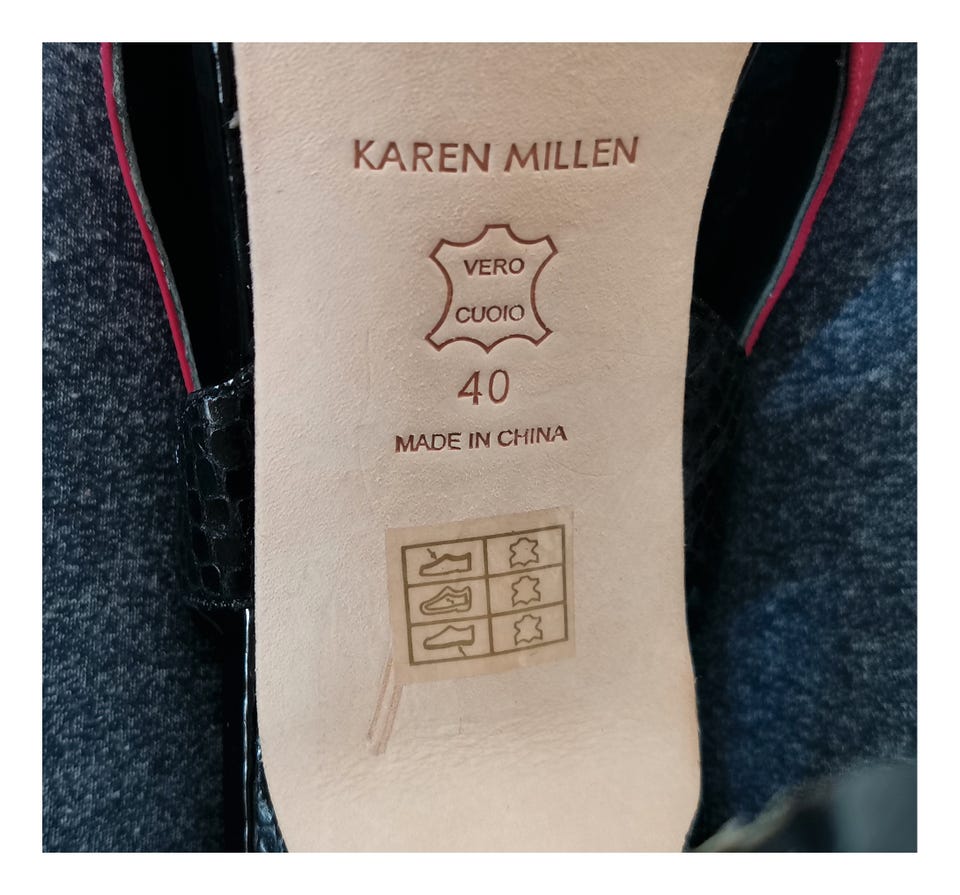 KAREN MILLEN
VERO
CUOIO
40
MADE IN CHINA